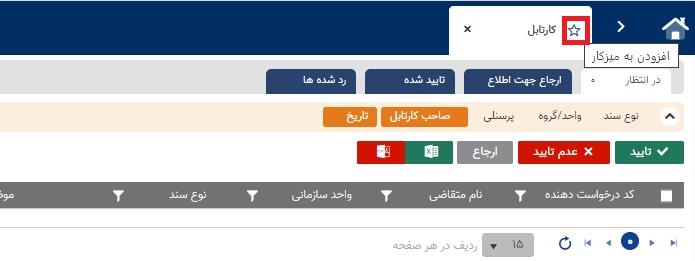 کارتابل ×
افزودن به میزکار
در انتظار ۰ ارجاع جهت اطلاع تایید شده رد شده ها
نوع سند واحد/گروه پرسنلی صاحب کارتابل تاریخ
تایید عدم تایید ارجاع
کد درخواست دهنده نام متقاضی واحد سازمانی نوع سند موض
۰ ۱۵ ردیف در هر صفحه